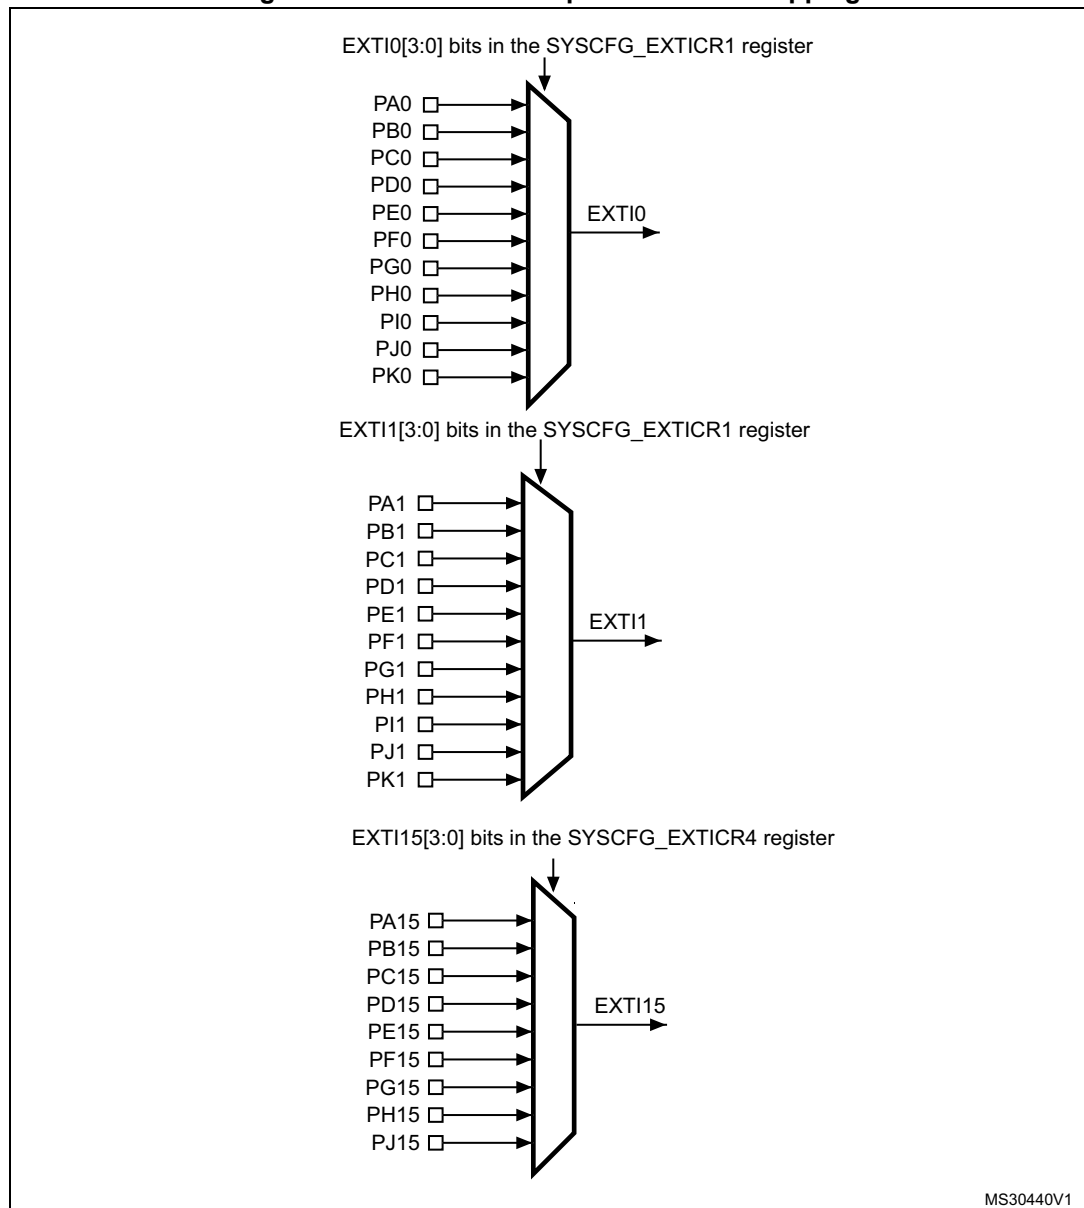 EXTI0[3:0] bits in the SYSCFG_EXTICR1 register
PA0
PB0
PC0
PD0
PE0
EXTI0
PF0
PG0
PH0
PI0
PJ0
PK0
EXTI1[3:0] bits in the SYSCFG_EXTICR1 register
PA1
PB1
PC1
PD1
PE1
EXTI1
PF1
PG1
PH1
PI1
PJ1
PK1
EXTI15[3:0] bits in the SYSCFG_EXTICR4 register
PA15
PB15
PC15
PD15
EXTI15
PE15
PF15
PG15
PH15
PJ15
MS30440V1